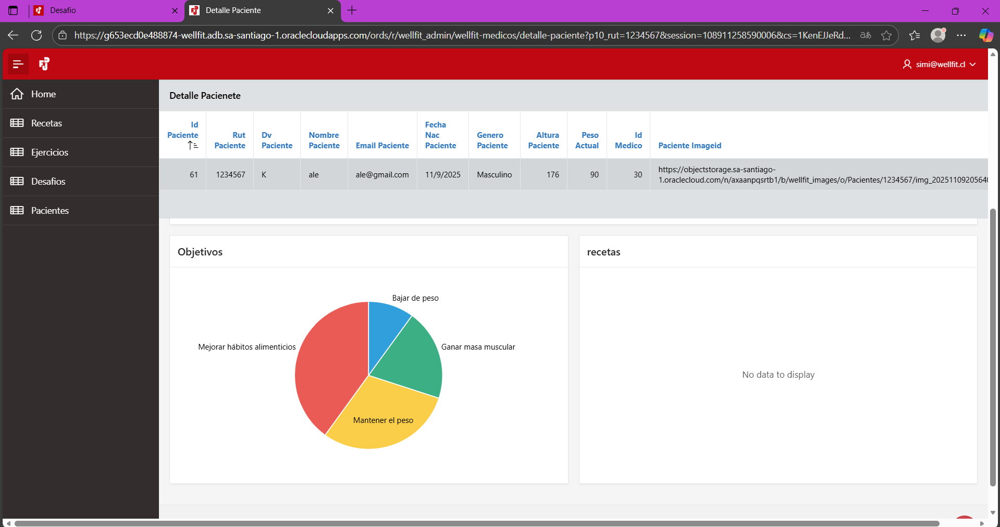 Desafio
Detalle Paciente
https://g653ecd0e488874-wellfit.adb.sa-santiago-1.oraclecloudapps.com/ords/r/wellfit_admin/wellfit-medicos/detalle-paciente?p10_rut=1234567&session=108911258590006&cs=1KenEJJeRd...
simi@wellfit.cl
Home
Recetas
Ejercicios
Desafios
Pacientes
Detalle Pacienete
Id
Paciente
Rut
Paciente
Dv
Paciente
Nombre
Paciente
Email Paciente
Fecha
Nac
Paciente
Genero
Paciente
Altura
Paciente
Peso
Actual
Id
Medico
Paciente Imageid
61
1234567
K
ale
ale@gmail.com
11/9/2025
Masculino
176
90
30
https://objectstorage.sa-santiago-
1.oraclecloud.com/n/axaanpqsrtb1/b/wellfit_images/o/Pacientes/1234567/img_2025110920564
Objetivos
Bajar de peso
Mejorar hábitos alimenticios
Ganar masa muscular
Mantener el peso
recetas
No data to display